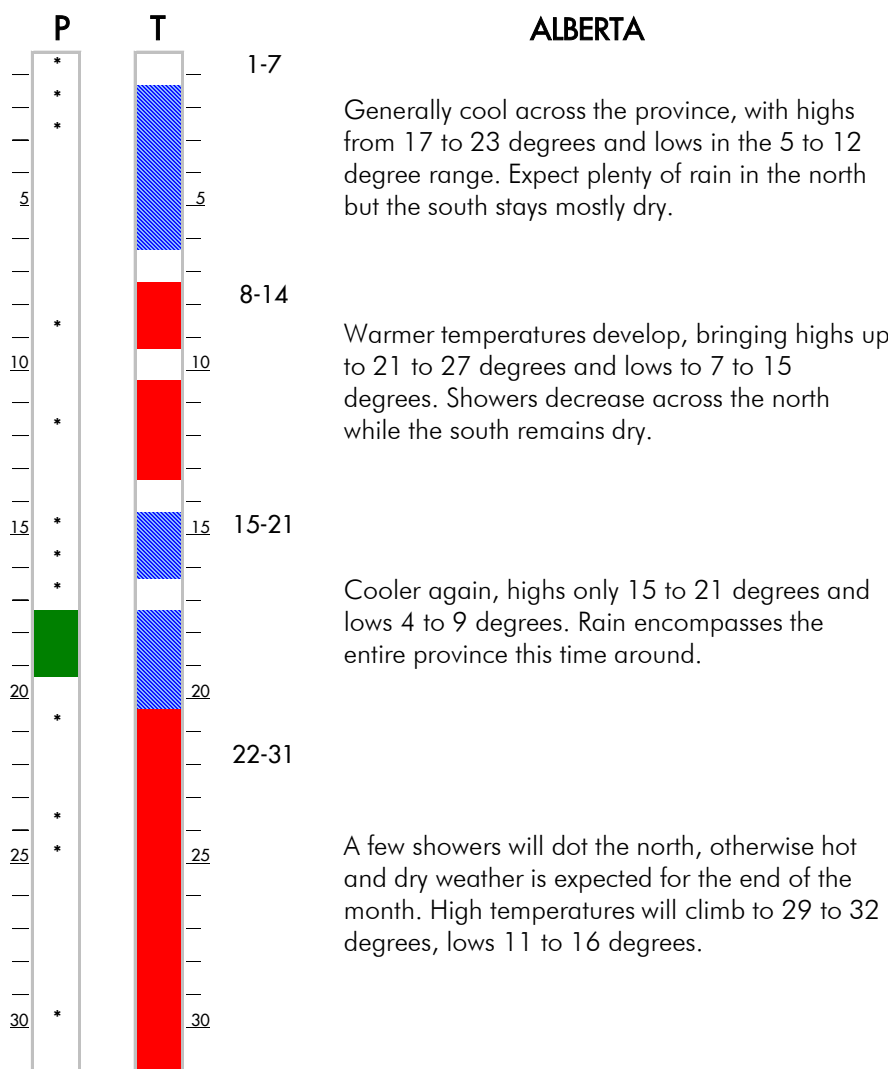 P T ALBERTA
* 1-7
*
Generally cool across the province, with highs
* from 17 to 23 degrees and lows in the 5 to 12
degree range. Expect plenty of rain in the north
5 5 but the south stays mostly dry.
8-14
* Warmer temperatures develop, bringing highs up
10 10 to 21 to 27 degrees and lows to 7 to 15
degrees. Showers decrease across the north
* while the south remains dry.
* 15 15 15-21
*
* Cooler again, highs only 15 to 21 degrees and
lows 4 to 9 degrees. Rain encompasses the
entire province this time around.
20 20
*
22-31
*
25 * 25 A few showers will dot the north, otherwise hot
and dry weather is expected for the end of the
month. High temperatures will climb to 29 to 32
degrees, lows 11 to 16 degrees.
30 * 30